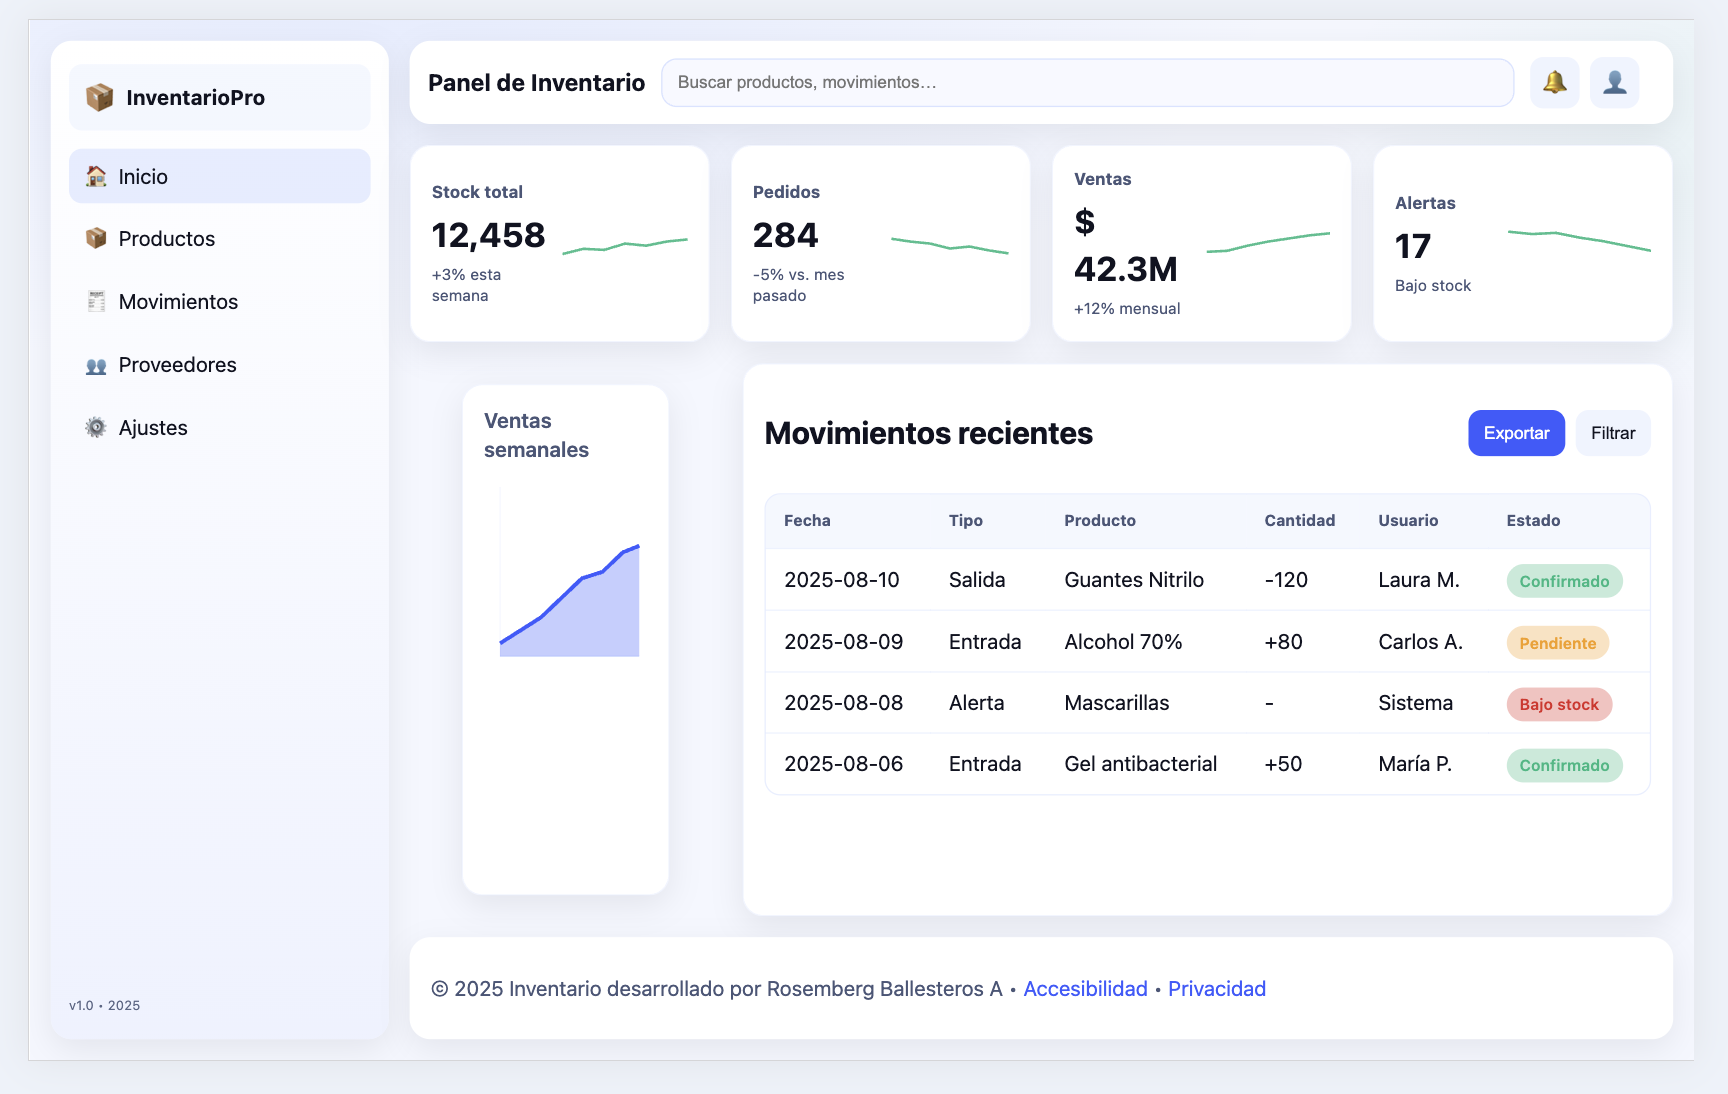 InventarioPro
Inicio
Productos
Movimientos
Proveedores
Ajustes
v1.0 • 2025
Panel de Inventario
Buscar productos, movimientos…
Stock total
12,458
+3% esta
semana
Pedidos
284
-5% vs. mes
pasado
Ventas
$
42.3M
+12% mensual
Alertas
17
Bajo stock
Ventas
semanales
Movimientos recientes
Exportar
Filtrar
Fecha Tipo Producto Cantidad Usuario Estado
2025-08-10 Salida Guantes Nitrilo -120 Laura M. Confirmado
2025-08-09 Entrada Alcohol 70% +80 Carlos A. Pendiente
2025-08-08 Alerta Mascarillas - Sistema Bajo stock
2025-08-06 Entrada Gel antibacterial +50 María P. Confirmado
© 2025 Inventario desarrollado por Rosemberg Ballesteros A • Accesibilidad • Privacidad